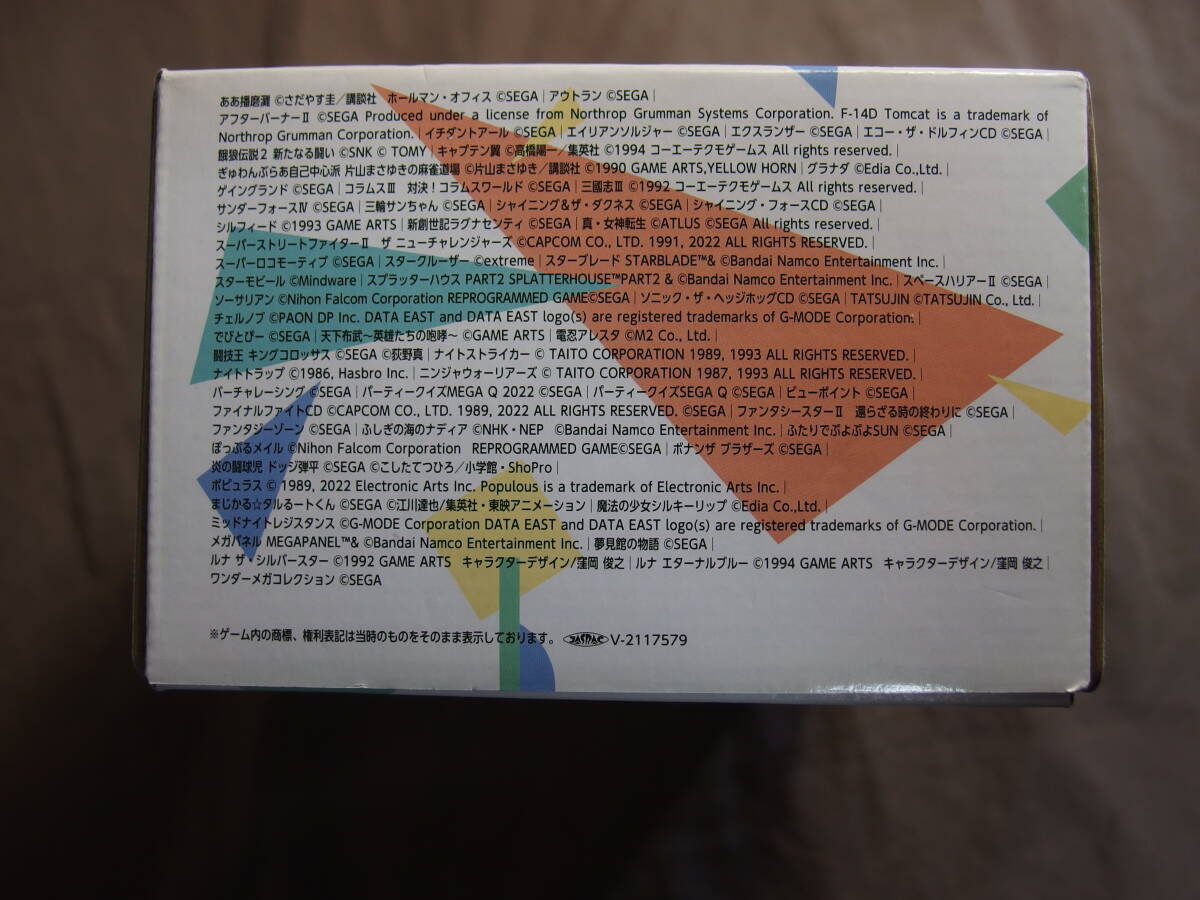 ああ播磨灘 ©さだやす圭／講談社　ホールマン・オフィス ©SEGA｜アウトラン ©SEGA｜
アフターバーナーⅡ ©SEGA Produced under a license from Northrop Grumman Systems Corporation. F-14D Tomcat is a trademark of
Northrop Grumman Corporation.｜イチダントアール ©SEGA｜エイリアンソルジャー ©SEGA｜エクスランザー ©SEGA｜エコー・ザ・ドルフィンCD ©SEGA｜
餓狼伝説2 新たなる闘い ©SNK © TOMY｜キャプテン翼 ©高橋陽一／集英社 ©1994 コーエーテクモゲームス All rights reserved.｜
ぎゅわんぶらあ自己中心派 片山まさゆきの麻雀道場 ©片山まさゆき／講談社 ©1990 GAME ARTS,YELLOW HORN｜グラナダ ©Edia Co.,Ltd.｜
ゲイングランド ©SEGA｜コラムスⅢ　対決！コラムスワールド ©SEGA｜三國志Ⅲ ©1992 コーエーテクモゲームス All rights reserved.｜
サンダーフォースⅣ ©SEGA｜三輪サンちゃん ©SEGA｜シャイニング&ザ・ダクネス ©SEGA｜シャイニング・フォースCD ©SEGA｜
シルフィード ©1993 GAME ARTS｜新創世記ラグナセンティ ©SEGA｜真・女神転生 ©ATLUS ©SEGA All rights reserved.｜
スーパーストリートファイターⅡ　ザ ニューチャレンジャーズ ©CAPCOM CO., LTD. 1991, 2022 ALL RIGHTS RESERVED.｜
スーパーロコモーティブ ©SEGA｜スタークルーザー ©extreme｜スターブレード STARBLADE™& ©Bandai Namco Entertainment Inc.｜
スターモビール ©Mindware｜スプラッターハウス PART2 SPLATTERHOUSE™PART2 & ©Bandai Namco Entertainment Inc.｜スペースハリアーⅡ ©SEGA｜
ソーサリアン ©Nihon Falcom Corporation REPROGRAMMED GAME©SEGA｜ソニック・ザ・ヘッジホッグCD ©SEGA｜TATSUJIN ©TATSUJIN Co., Ltd.｜
チェルノブ ©PAON DP Inc. DATA EAST and DATA EAST logo(s) are registered trademarks of G-MODE Corporation.｜
でびとぴー ©SEGA｜天下布武～英雄たちの咆哮～ ©GAME ARTS｜電忍アレスタ ©M2 Co., Ltd.｜
闘技王 キングコロッサス ©SEGA ©荻野真｜ナイトストライカー © TAITO CORPORATION 1989, 1993 ALL RIGHTS RESERVED.｜
ナイトトラップ ©1986, Hasbro Inc.｜ニンジャウォーリアーズ © TAITO CORPORATION 1987, 1993 ALL RIGHTS RESERVED.｜
バーチャレーシング ©SEGA｜パーティークイズMEGA Q 2022 ©SEGA｜パーティークイズSEGA Q ©SEGA｜ビューポイント ©SEGA｜
ファイナルファイトCD ©CAPCOM CO., LTD. 1989, 2022 ALL RIGHTS RESERVED. ©SEGA｜ファンタシースターⅡ　還らざる時の終わりに ©SEGA｜
ファンタジーゾーン ©SEGA｜ふしぎの海のナディア ©NHK・NEP　©Bandai Namco Entertainment Inc.｜ふたりでぷよぷよSUN ©SEGA｜
ぽっぷるメイル ©Nihon Falcom Corporation　REPROGRAMMED GAME©SEGA｜ボナンザ ブラザーズ ©SEGA｜
炎の闘球児 ドッジ弾平 ©SEGA ©こしたてつひろ／小学館・ShoPro｜
ポピュラス © 1989, 2022 Electronic Arts Inc. Populous is a trademark of Electronic Arts Inc.｜
まじかる☆タルるートくん ©SEGA ©江川達也/集英社・東映アニメーション｜魔法の少女シルキーリップ ©Edia Co.,Ltd.｜
ミッドナイトレジスタンス ©G-MODE Corporation DATA EAST and DATA EAST logo(s) are registered trademarks of G-MODE Corporation.｜
メガパネル MEGAPANEL™& ©Bandai Namco Entertainment Inc.｜夢見館の物語 ©SEGA｜
ルナ ザ・シルバースター ©1992 GAME ARTS　キャラクターデザイン/窪岡 俊之｜ルナ エターナルブルー ©1994 GAME ARTS　キャラクターデザイン/窪岡 俊之｜
ワンダーメガコレクション ©SEGA
※ゲーム内の商標、権利表記は当時のものをそのまま表示しております。 JASRAC V-2117579